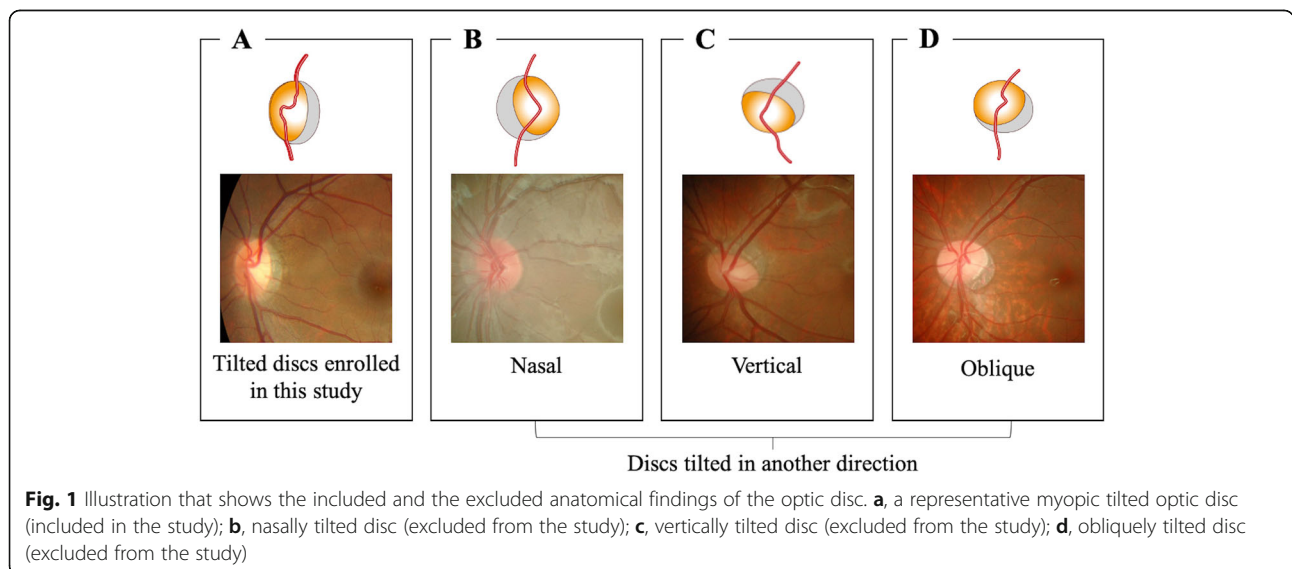 A
B
C
D
Tilted discs enrolled
in this study
Nasal
Vertical
Oblique
Discs tilted in another direction
Fig. 1 Illustration that shows the included and the excluded anatomical findings of the optic disc. a, a representative myopic tilted optic disc
(included in the study); b, nasally tilted disc (excluded from the study); c, vertically tilted disc (excluded from the study); d, obliquely tilted disc
(excluded from the study)